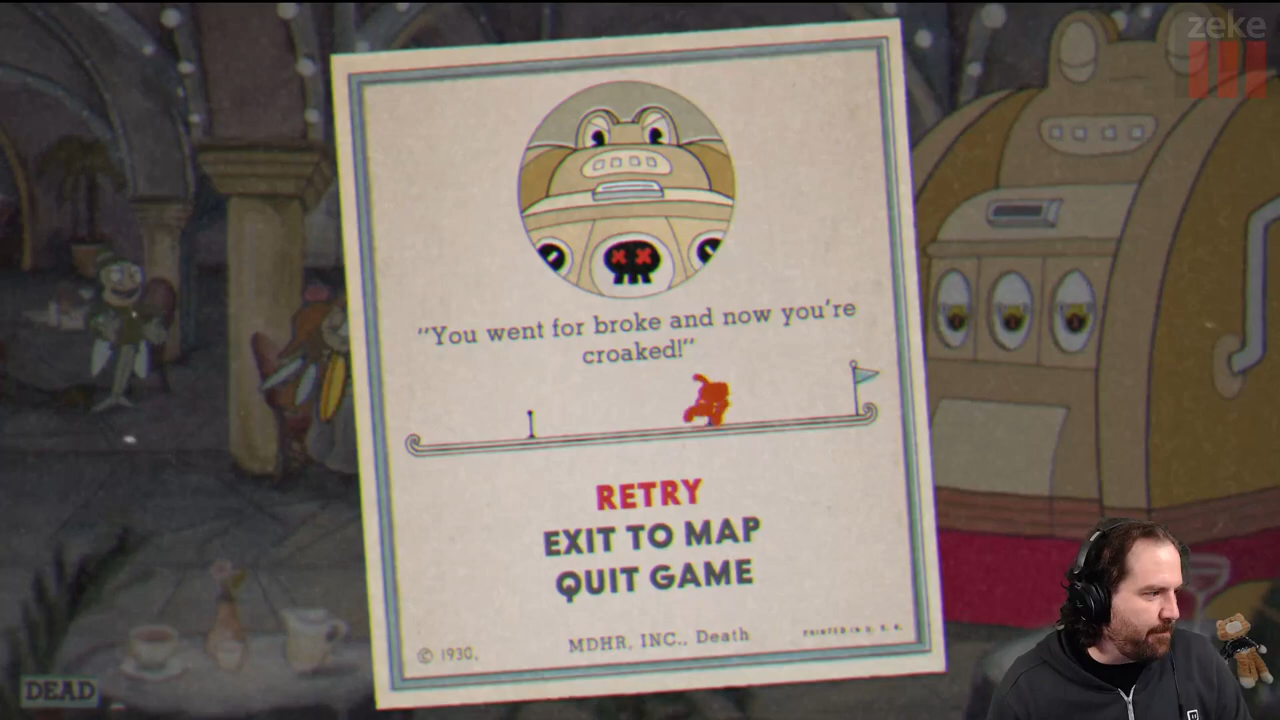 zeke
"You went for broke and now you're
croaked!"
RETRY
EXIT TO MAP
QUIT GAME
© 1930, MDHR, INC., Death PRINTED IN U. S. A.
DEAD